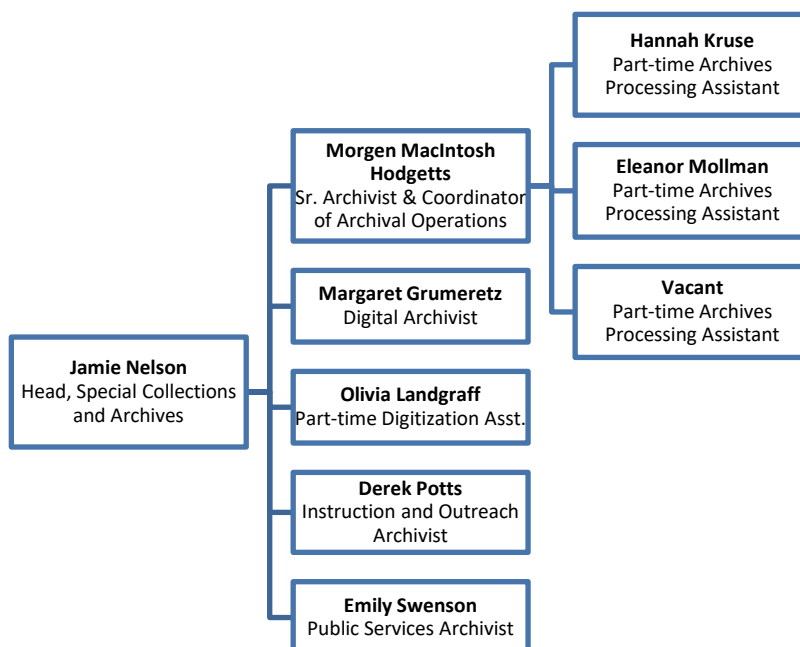 Jamie Nelson
Head, Special Collections
and Archives
Morgen MacIntosh
Hodgetts
Sr. Archivist & Coordinator
of Archival Operations
Hannah Kruse
Part-time Archives
Processing Assistant
Eleanor Mollman
Part-time Archives
Processing Assistant
Vacant
Part-time Archives
Processing Assistant
Margaret Grumeretz
Digital Archivist
Olivia Landgraff
Part-time Digitization Asst.
Derek Potts
Instruction and Outreach
Archivist
Emily Swenson
Public Services Archivist